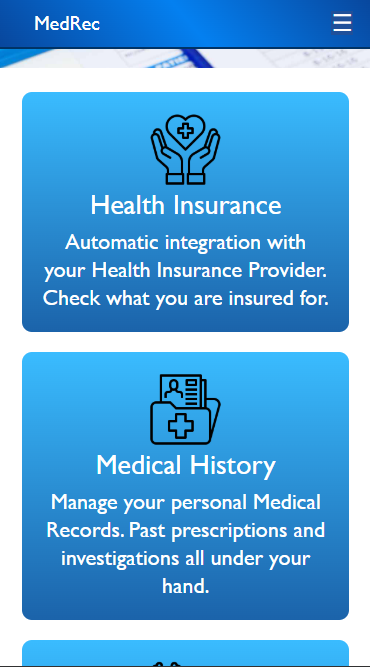 MedRec
Health Insurance
Automatic integration with
your Health Insurance Provider.
Check what you are insured for.
Medical History
Manage your personal Medical
Records. Past prescriptions and
investigations all under your
hand.